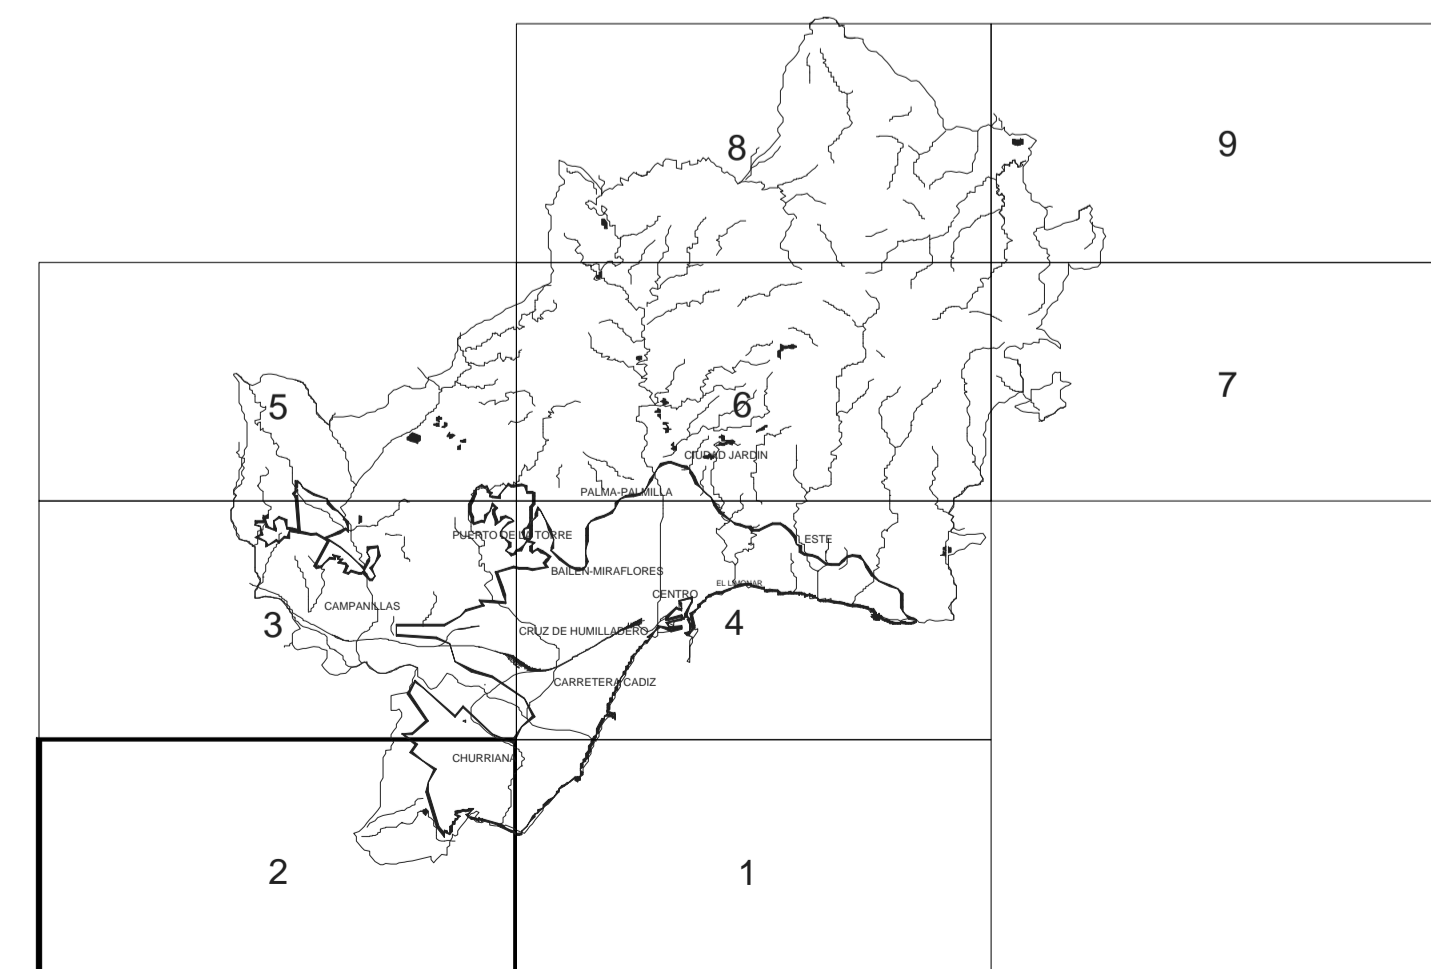 8
9
7
5
6
CIUDAD JARDIN
PALMA-PALMILLA
PUERTO DE LA TORRE
ESTE
BAILEN-MIRAFLORES
EL LIMONAR
CENTRO
CAMPANILLAS
3
CRUZ DE HUMILLADERO
4
CARRETERA CADIZ
CHURRIANA
2
1